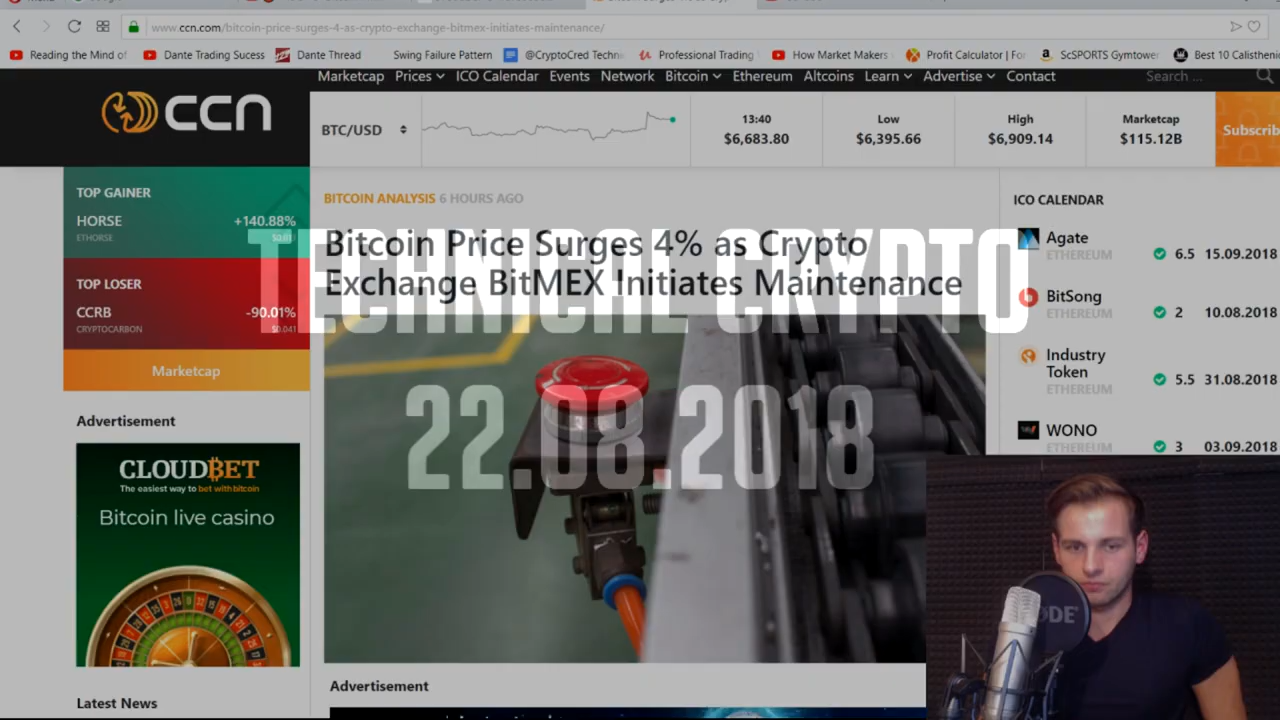 www.ccn.com/bitcoin-price-surges-4-as-crypto-exchange-bitmex-initiates-maintenance/
Reading the Mind of
Dante Trading Sucess
Dante Thread
Swing Failure Pattern
@CryptoCred Techni
Professional Trading
How Market Makers
Profit Calculator | For
ScSPORTS Gymtower
Best 10 Calistheni
Marketcap Prices ICO Calendar Events Network Bitcoin Ethereum Altcoins Learn Advertise Contact Search ...
ccn
BTC/USD
13:40
$6,683.80
Low
$6,395.66
High
$6,909.14
Marketcap
$115.12B
Subscrib
TOP GAINER
HORSE +140.88%
ETHORSE
TOP LOSER
CCRB -90.01%
CRYPTOCARBON $0.041
Marketcap
Advertisement
CLOUDBET
The easiest way to bet with bitcoin
Bitcoin live casino
Latest News
BITCOIN ANALYSIS 6 HOURS AGO
Bitcoin Price Surges 4% as Crypto
Exchange BitMEX Initiates Maintenance
TECHNICAL CRYPTO
22.08.2018
Advertisement
ICO CALENDAR
Agate
ETHEREUM
6.5 15.09.2018
BitSong
ETHEREUM
2 10.08.2018
Industry
Token
ETHEREUM
5.5 31.08.2018
WONO
ETHEREUM
3 03.09.2018